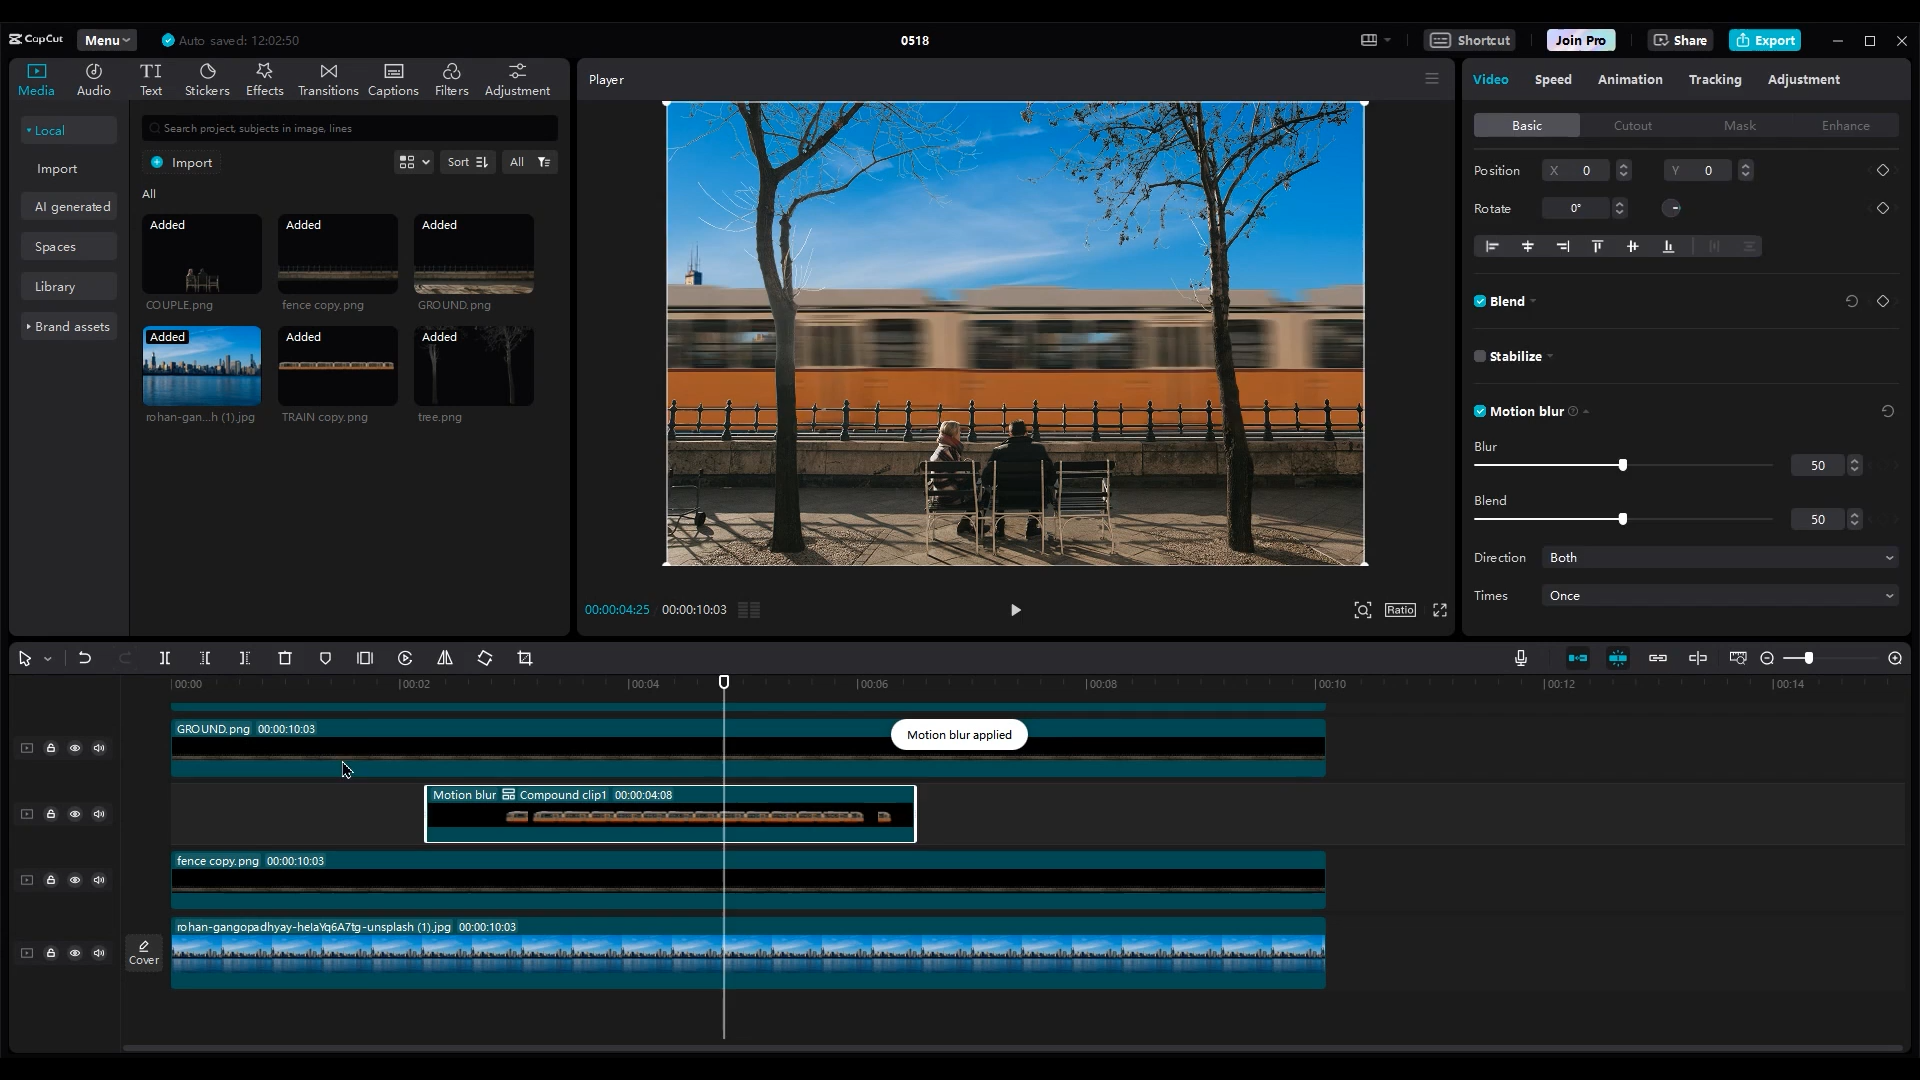 CapCut
Menu
Auto saved: 12:02:50
0518
Shortcut
Join Pro
Share
Export
Media
Audio
Text
Stickers
Effects
Transitions
Captions
Filters
Adjustment
Local
Import
AI generated
Spaces
Library
Brand assets
Search project, subjects in image, lines
Import
Sort
All
All
Added
Added
Added
COUPLE.png
fence copy.png
GROUND.png
Added
Added
Added
rohan-gan...h (1).jpg
TRAIN copy.png
tree.png
Player
00:00:04:25
00:00:10:03
Ratio
Video
Speed
Animation
Tracking
Adjustment
Basic
Cutout
Mask
Enhance
Position X 0 Y 0
Rotate 0°
Blend
Stabilize
Motion blur
Blur
50
Blend
50
Direction Both
Times Once
00:00
00:02
00:04
00:06
00:08
00:10
00:12
00:14
GROUND.png 00:00:10:03
Motion blur applied
Motion blur Compound clip1 00:00:04:08
fence copy.png 00:00:10:03
rohan-gangopadhyay-heIaYq6A7tg-unsplash (1).jpg 00:00:10:03
Cover